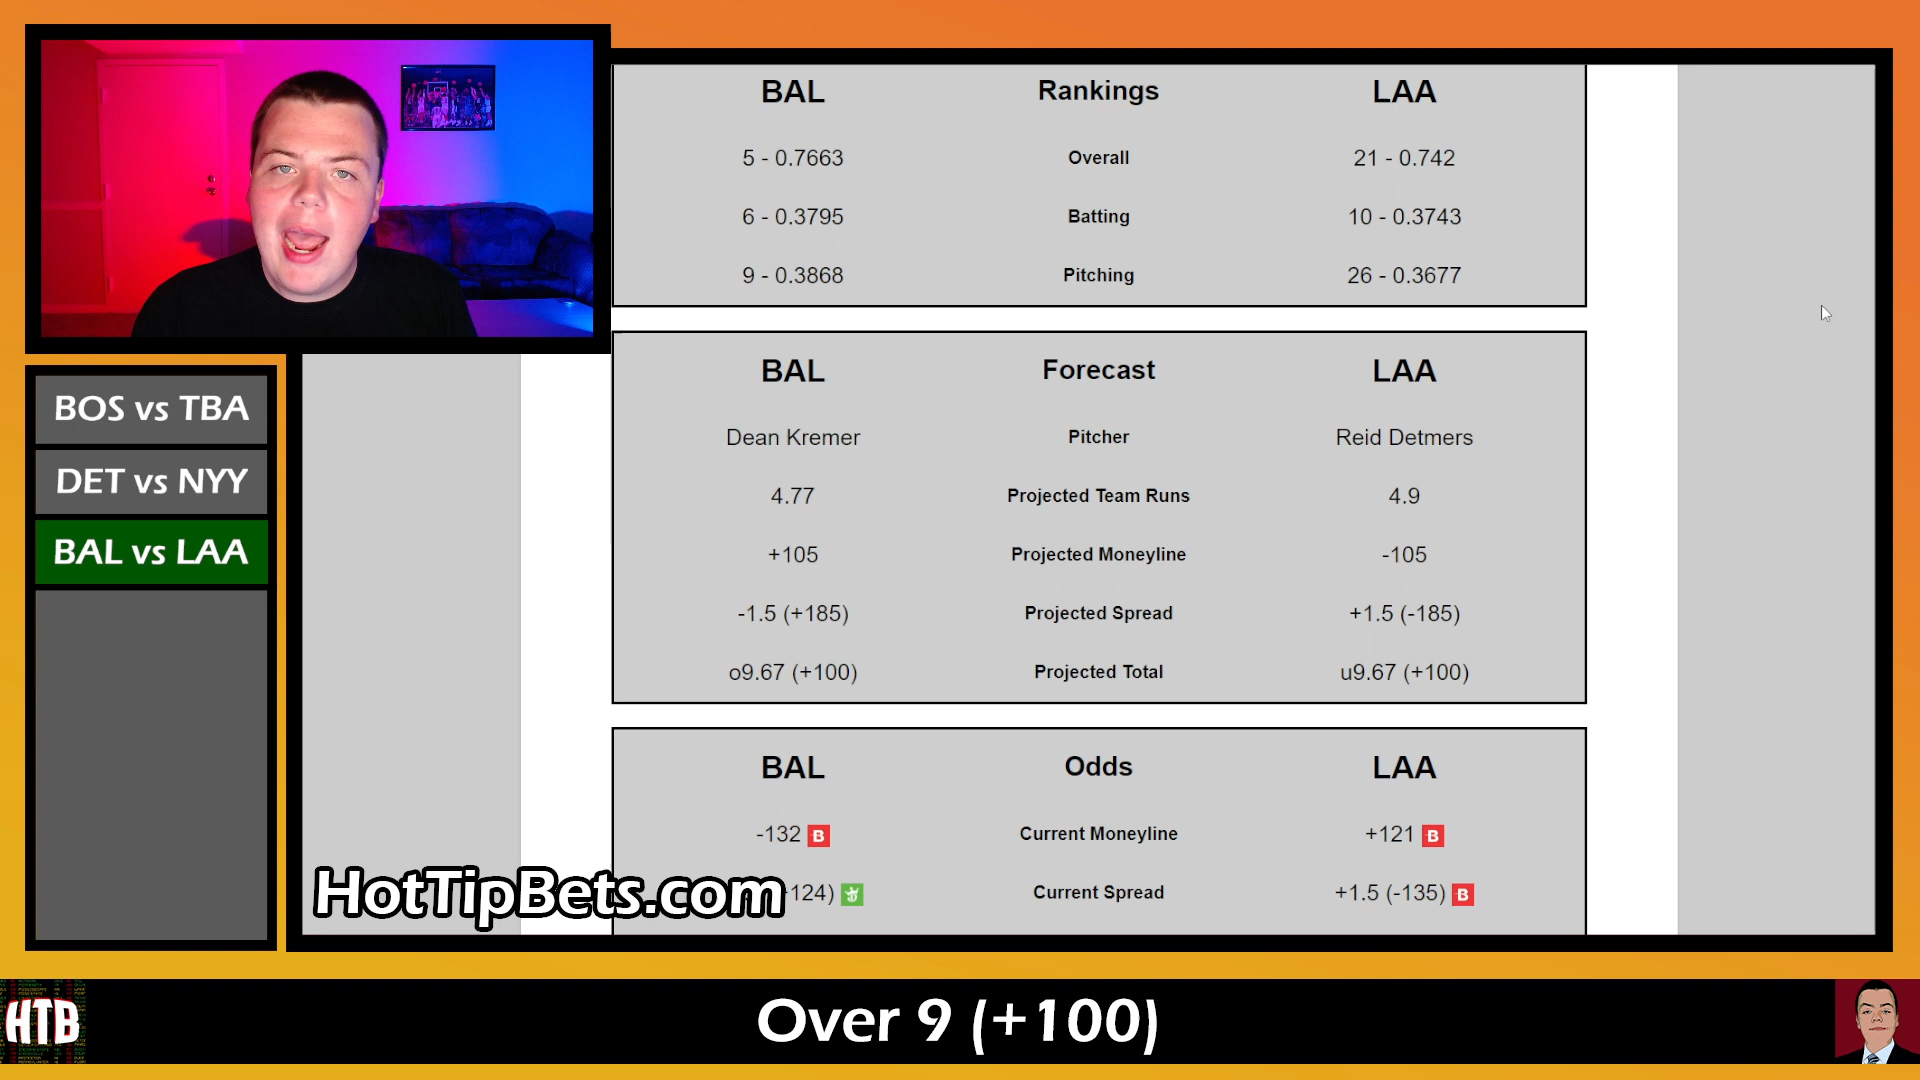 BAL Rankings LAA
5 - 0.7663 Overall 21 - 0.742
6 - 0.3795 Batting 10 - 0.3743
9 - 0.3868 Pitching 26 - 0.3677
BAL Forecast LAA
Dean Kremer Pitcher Reid Detmers
4.77 Projected Team Runs 4.9
+105 Projected Moneyline -105
-1.5 (+185) Projected Spread +1.5 (-185)
o9.67 (+100) Projected Total u9.67 (+100)
BAL Odds LAA
-132 B Current Moneyline +121 B
124) Current Spread +1.5 (-135) B
BOS vs TBA
DET vs NYY
BAL vs LAA
HotTipBets.com
HTB
Over 9 (+100)